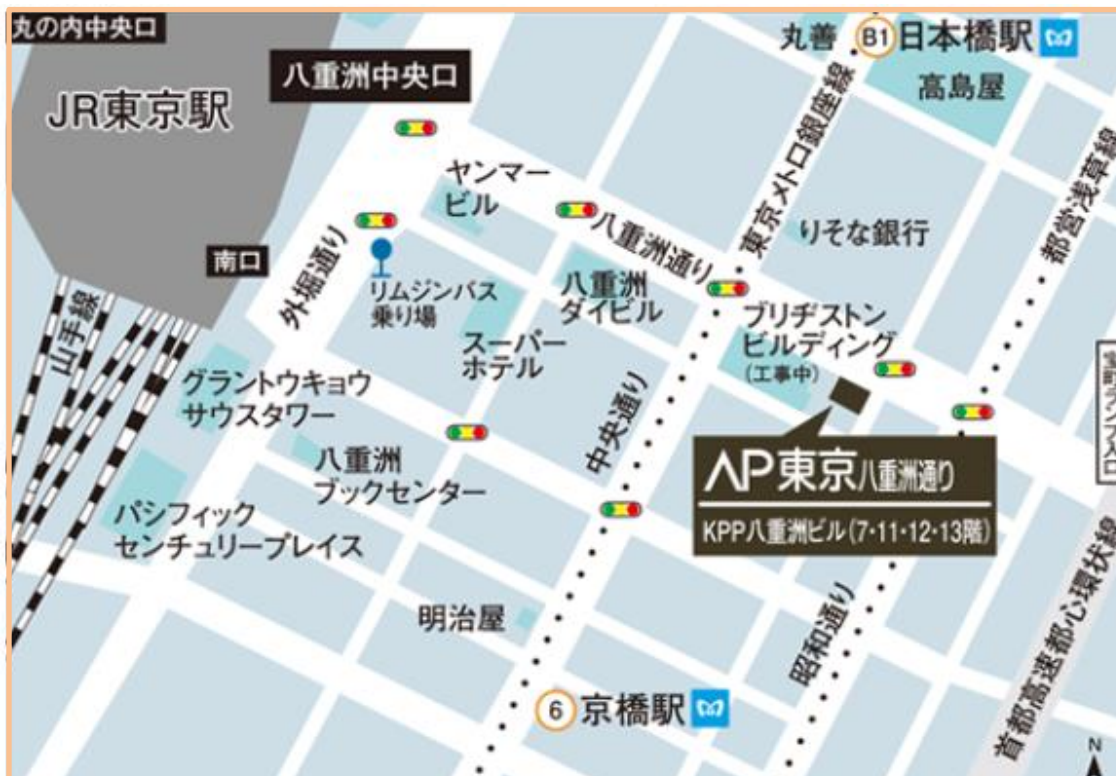 丸の内中央口
丸善
B1
日本橋駅
八重洲中央口
高島屋
JR東京駅
ヤンマー
ビル
東京メトロ銀座線
都営浅草線
りそな銀行
八重洲通り
南口
外堀通り
リムジンバス
乗り場
八重洲
ダイビル
ブリヂストン
ビルディング
(工事中)
山手線
スーパー
ホテル
宝町ランプ入口
グラントウキョウ
サウスタワー
中央通り
八重洲
ブックセンター
AP東京八重洲通り
KPP八重洲ビル(7・11・12・13階)
パシフィック
センチュリープレイス
首都高速都心環状線
明治屋
昭和通り
6
京橋駅
N